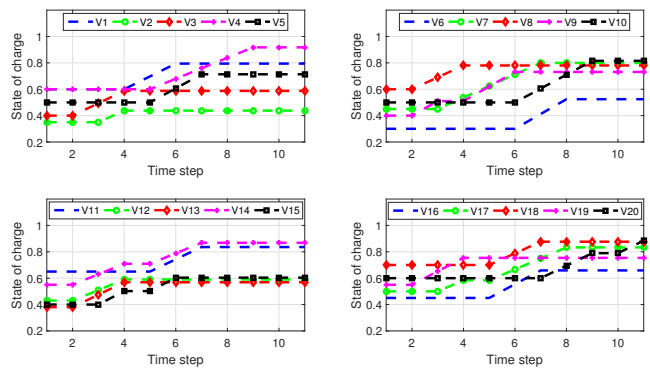 V1 V2 V3 V4 V5
State of charge
1
0.8
0.6
0.4
0.2
2 4 6 8 10
Time step
V6 V7 V8 V9 V10
State of charge
1
0.8
0.6
0.4
0.2
2 4 6 8 10
Time step
V11 V12 V13 V14 V15
State of charge
1
0.8
0.6
0.4
0.2
2 4 6 8 10
Time step
V16 V17 V18 V19 V20
State of charge
1
0.8
0.6
0.4
0.2
2 4 6 8 10
Time step